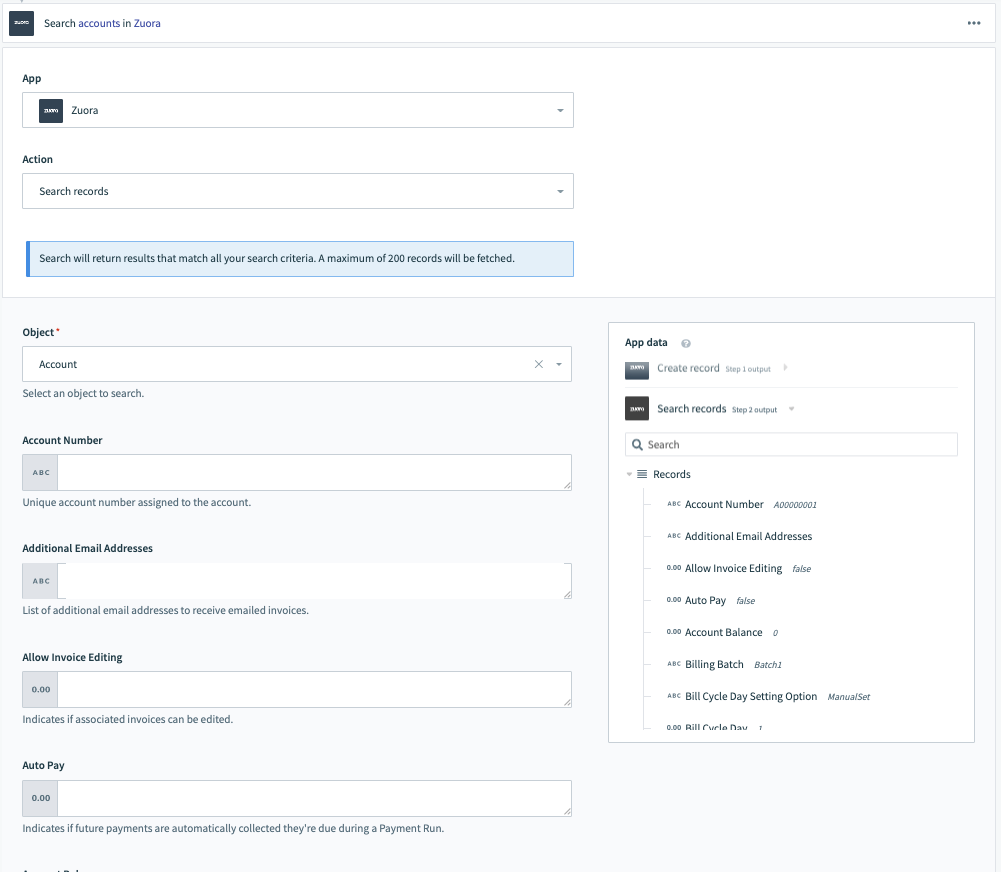 zuora Search accounts in Zuora
App
zuora Zuora
Action
Search records
Search will return results that match all your search criteria. A maximum of 200 records will be fetched.
Object *
Account
Select an object to search.
Account Number
ABC
Unique account number assigned to the account.
Additional Email Addresses
ABC
List of additional email addresses to receive emailed invoices.
Allow Invoice Editing
0.00
Indicates if associated invoices can be edited.
Auto Pay
0.00
Indicates if future payments are automatically collected they're due during a Payment Run.
App data ?
zuora Create record Step 1 output
zuora Search records Step 2 output
Search
Records
ABC Account Number A00000001
ABC Additional Email Addresses
0.00 Allow Invoice Editing false
0.00 Auto Pay false
0.00 Account Balance 0
ABC Billing Batch Batch1
ABC Bill Cycle Day Setting Option ManualSet
0.00 Bill Cycle Day 1